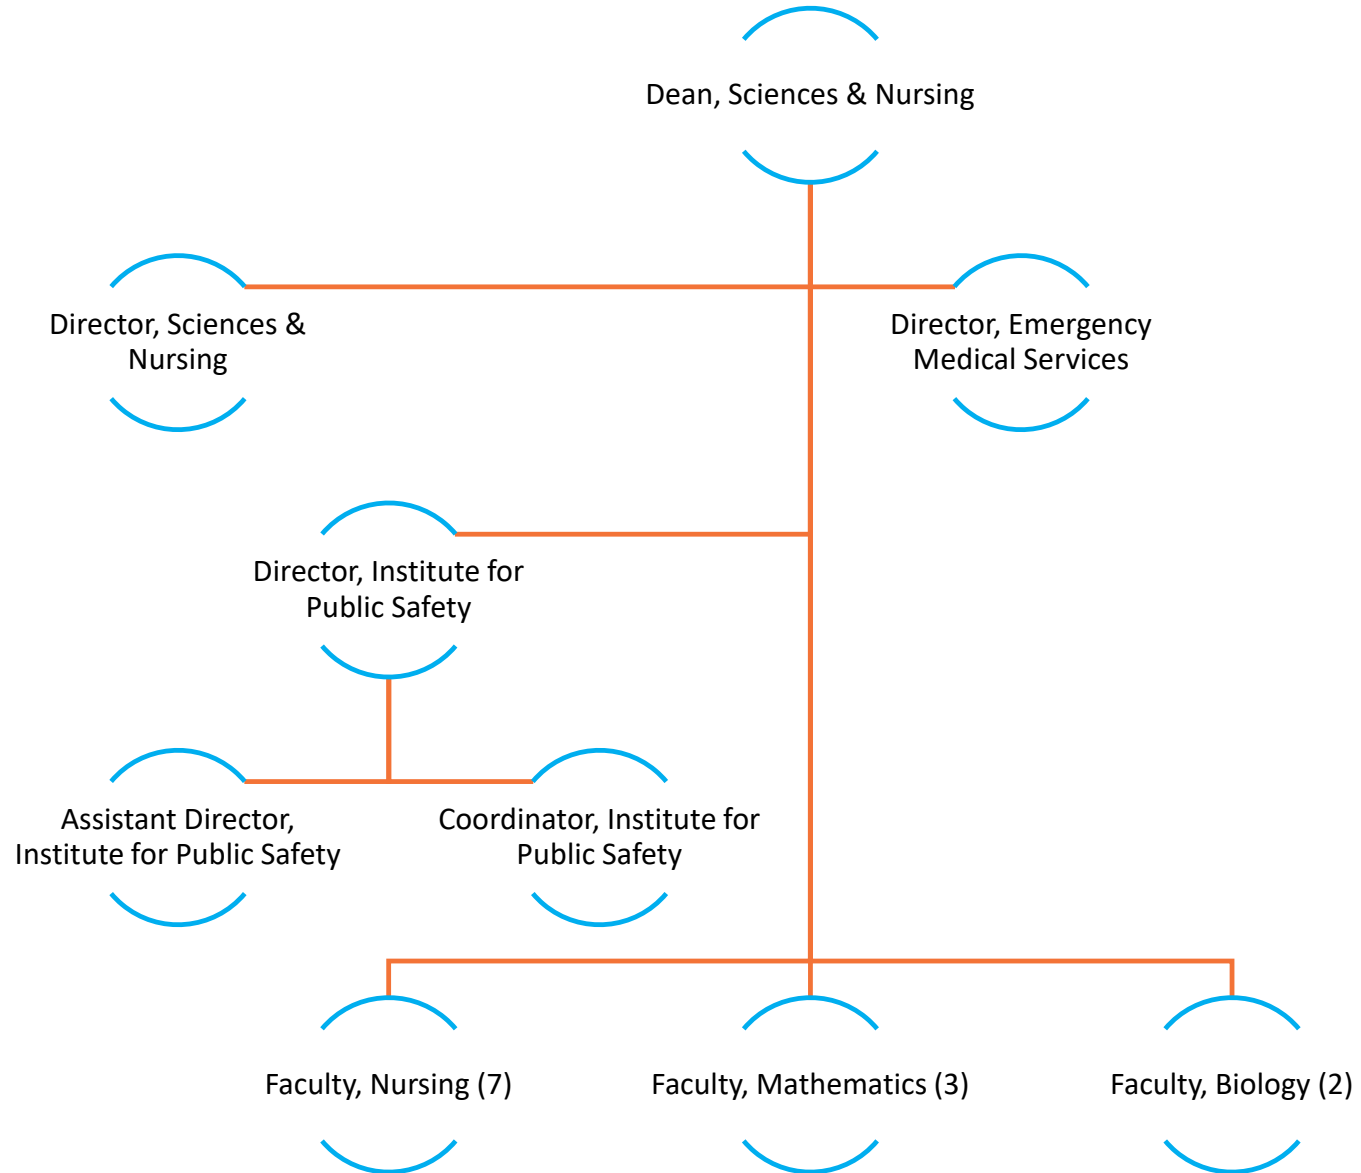 Dean, Sciences & Nursing
Director, Sciences &
Nursing
Director, Emergency
Medical Services
Director, Institute for
Public Safety
Assistant Director,
Institute for Public Safety
Coordinator, Institute for
Public Safety
Faculty, Nursing (7)
Faculty, Mathematics (3)
Faculty, Biology (2)